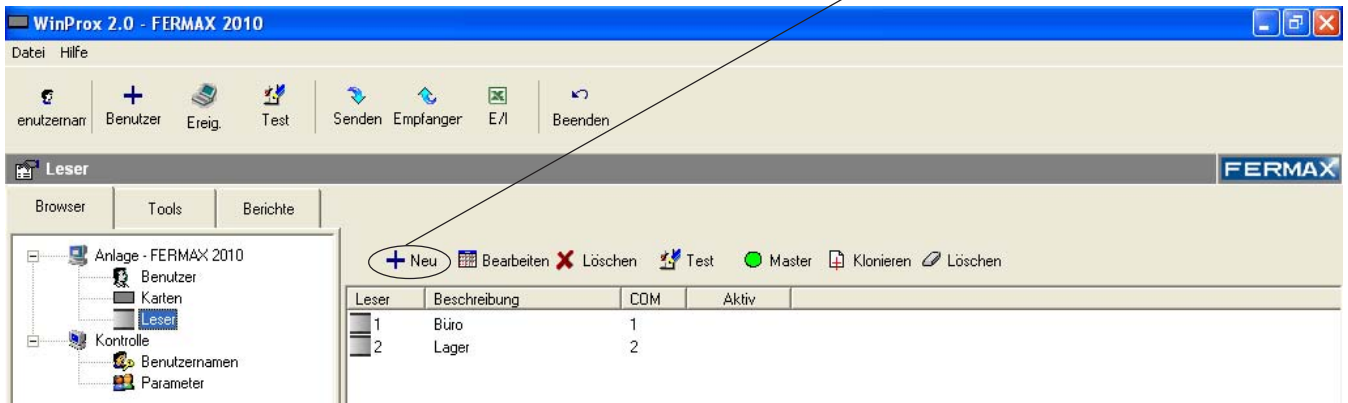 WinProx 2.0 - FERMAX 2010
Datei Hilfe
enutzernam Benutzer Ereig. Test Senden Empfanger E/I Beenden
Leser FERMAX
Browser Tools Berichte
Neu Bearbeiten Löschen Test Master Klonieren Löschen
Anlage - FERMAX 2010
Benutzer
Karten
Leser
Kontrolle
Benutzernamen
Parameter
Leser Beschreibung COM Aktiv
1 Büro 1
2 Lager 2